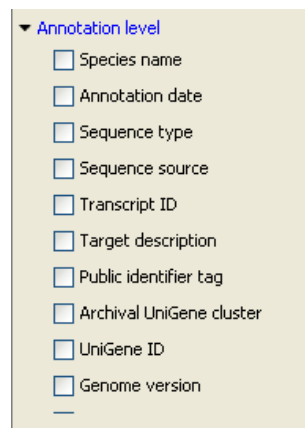 Annotation level
Species name
Annotation date
Sequence type
Sequence source
Transcript ID
Target description
Public identifier tag
Archival UniGene cluster
UniGene ID
Genome version